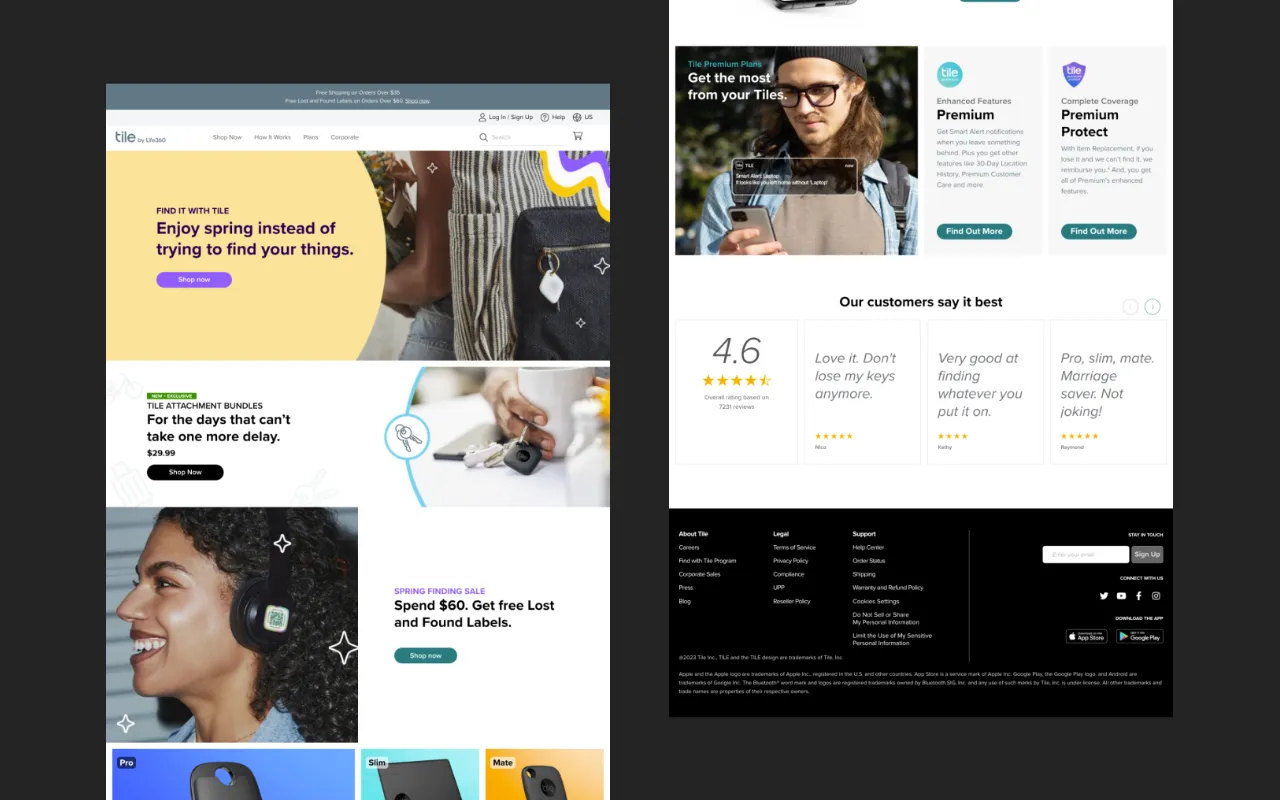 Free Shipping on Orders Over $35
Free Lost and Found Labels on Orders Over $60. Shop now.
Log In / Sign Up
Help
US
tile by Life360
Shop Now
How It Works
Plans
Corporate
Search
FIND IT WITH TILE
Enjoy spring instead of
trying to find your things.
Shop now
NEW • EXCLUSIVE
TILE ATTACHMENT BUNDLES
For the days that can't
take one more delay.
$29.99
Shop Now
SPRING FINDING SALE
Spend $60. Get free Lost
and Found Labels.
Shop now
Pro
Slim
Mate
Tile Premium Plans
Get the most
from your Tiles.
TILE
now
Smart Alert: Laptop
It looks like you left home without "Laptop"
tile
Enhanced Features
Premium
Get Smart Alert notifications
when you leave something
behind. Plus you get other
features like 30-Day Location
History, Premium Customer
Care and more.
Find Out More
tile
Complete Coverage
Premium
Protect
With Item Replacement, if you
lose it and we can't find it, we
reimburse you.* And, you get
all of Premium's enhanced
features.
Find Out More
Our customers say it best
4.6
Overall rating based on
7231 reviews
Love it. Don't
lose my keys
anymore.
Mico
Very good at
finding
whatever you
put it on.
Kathy
Pro, slim, mate.
Marriage
saver. Not
joking!
Raymond
About Tile
Careers
Find with Tile Program
Corporate Sales
Press
Blog
Legal
Terms of Service
Privacy Policy
Compliance
UPP
Reseller Policy
Support
Help Center
Order Status
Shipping
Warranty and Refund Policy
Cookies Settings
Do Not Sell or Share
My Personal Information
Limit the Use of My Sensitive
Personal Information
STAY IN TOUCH
Enter your email
Sign Up
CONNECT WITH US
DOWNLOAD THE APP
Download on the
App Store
GET IT ON
Google Play
©2023 Tile Inc., TILE and the TILE design are trademarks of Tile, Inc.
Apple and the Apple logo are trademarks of Apple Inc., registered in the U.S. and other countries. App Store is a service mark of Apple Inc. Google Play, the Google Play logo, and Android are
trademarks of Google Inc. The Bluetooth® word mark and logos are registered trademarks owned by Bluetooth SIG, Inc. and any use of such marks by Tile, Inc. is under license. All other trademarks and
trade names are properties of their respective owners.